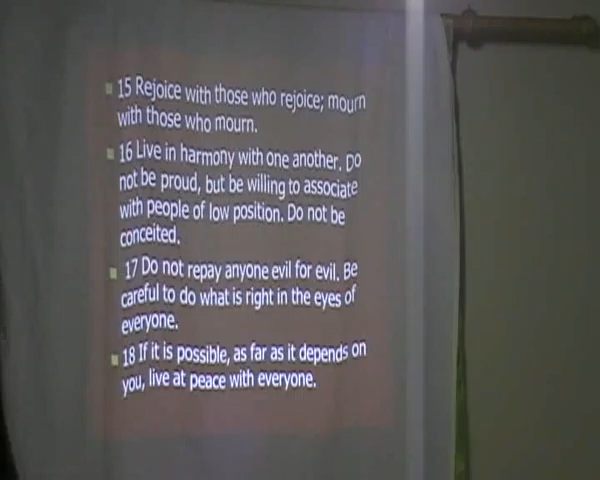 15 Rejoice with those who rejoice; mourn
with those who mourn.
16 Live in harmony with one another. Do
not be proud, but be willing to associate
with people of low position. Do not be
conceited.
17 Do not repay anyone evil for evil. Be
careful to do what is right in the eyes of
everyone.
18 If it is possible, as far as it depends on
you, live at peace with everyone.